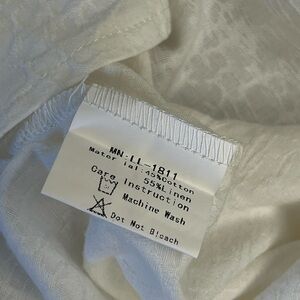 MN:LL-1811
Material:45%Cotton
55%Linen
Care Instruction
Machine Wash
Dot Not Bleach